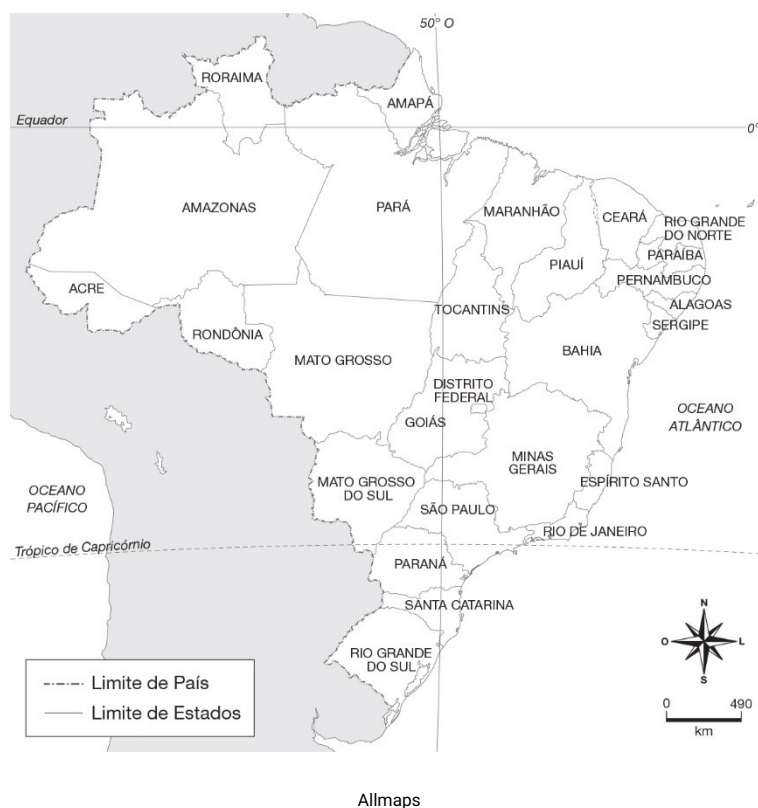 50º O
RORAIMA
AMAPÁ
Equador
0º
AMAZONAS
PARÁ
MARANHÃO
CEARÁ
RIO GRANDE
DO NORTE
PARAÍBA
PIAUÍ
PERNAMBUCO
ACRE
ALAGOAS
TOCANTINS
SERGIPE
RONDÔNIA
BAHIA
MATO GROSSO
DISTRITO
FEDERAL
OCEANO
ATLÂNTICO
GOIÁS
MINAS
GERAIS
MATO GROSSO
DO SUL
ESPÍRITO SANTO
OCEANO
PACÍFICO
SÃO PAULO
RIO DE JANEIRO
Trópico de Capricórnio
PARANÁ
SANTA CATARINA
N
O
L
S
RIO GRANDE
DO SUL
Limite de País
Limite de Estados
0 490
km
Allmaps